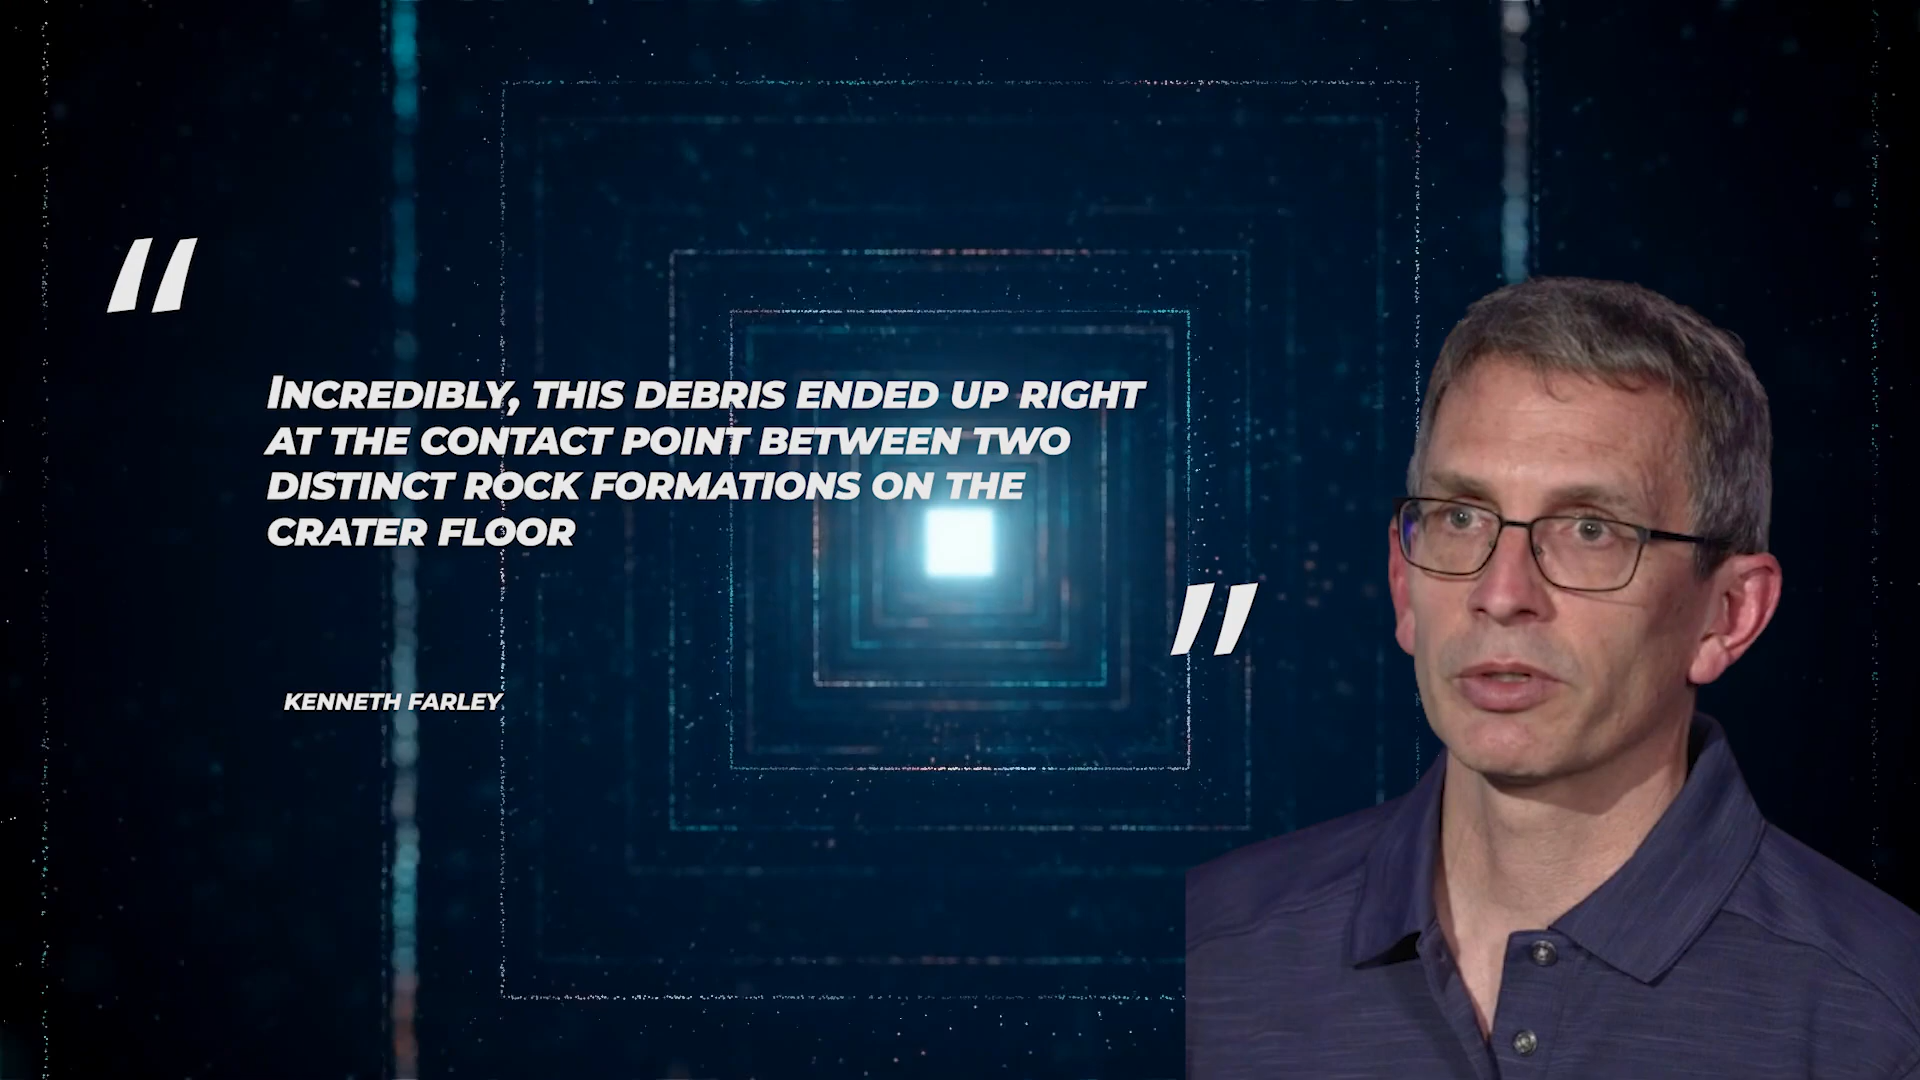 “
INCREDIBLY, THIS DEBRIS ENDED UP RIGHT
AT THE CONTACT POINT BETWEEN TWO
DISTINCT ROCK FORMATIONS ON THE
CRATER FLOOR
”
KENNETH FARLEY